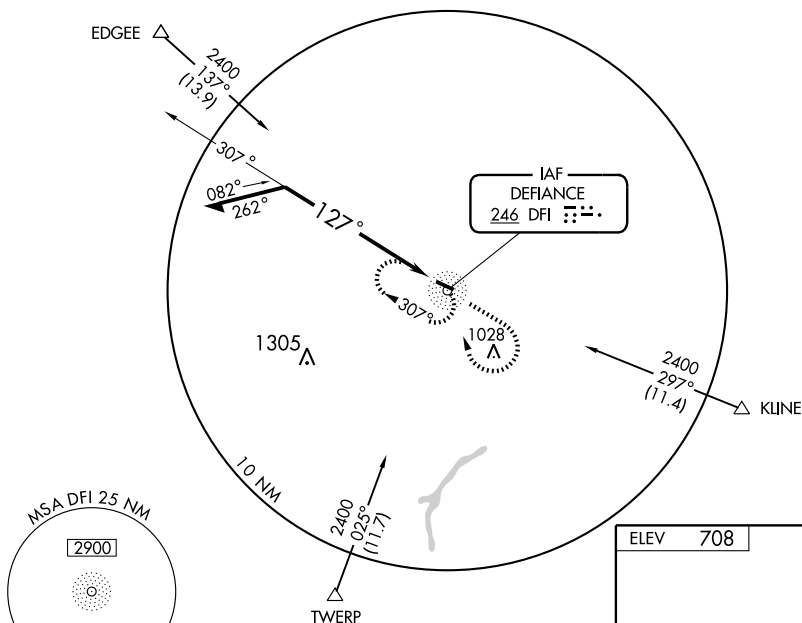 EDGEE
2400
137°
(13.9)
307°
082°
262°
127°
IAF
DEFIANCE
246 DFI
307°
1028
1305
2400
297°
(11.4)
KLINE
10 NM
2400
025°
(11.7)
TWERP
MSA DFI 25 NM
2900
ELEV 708